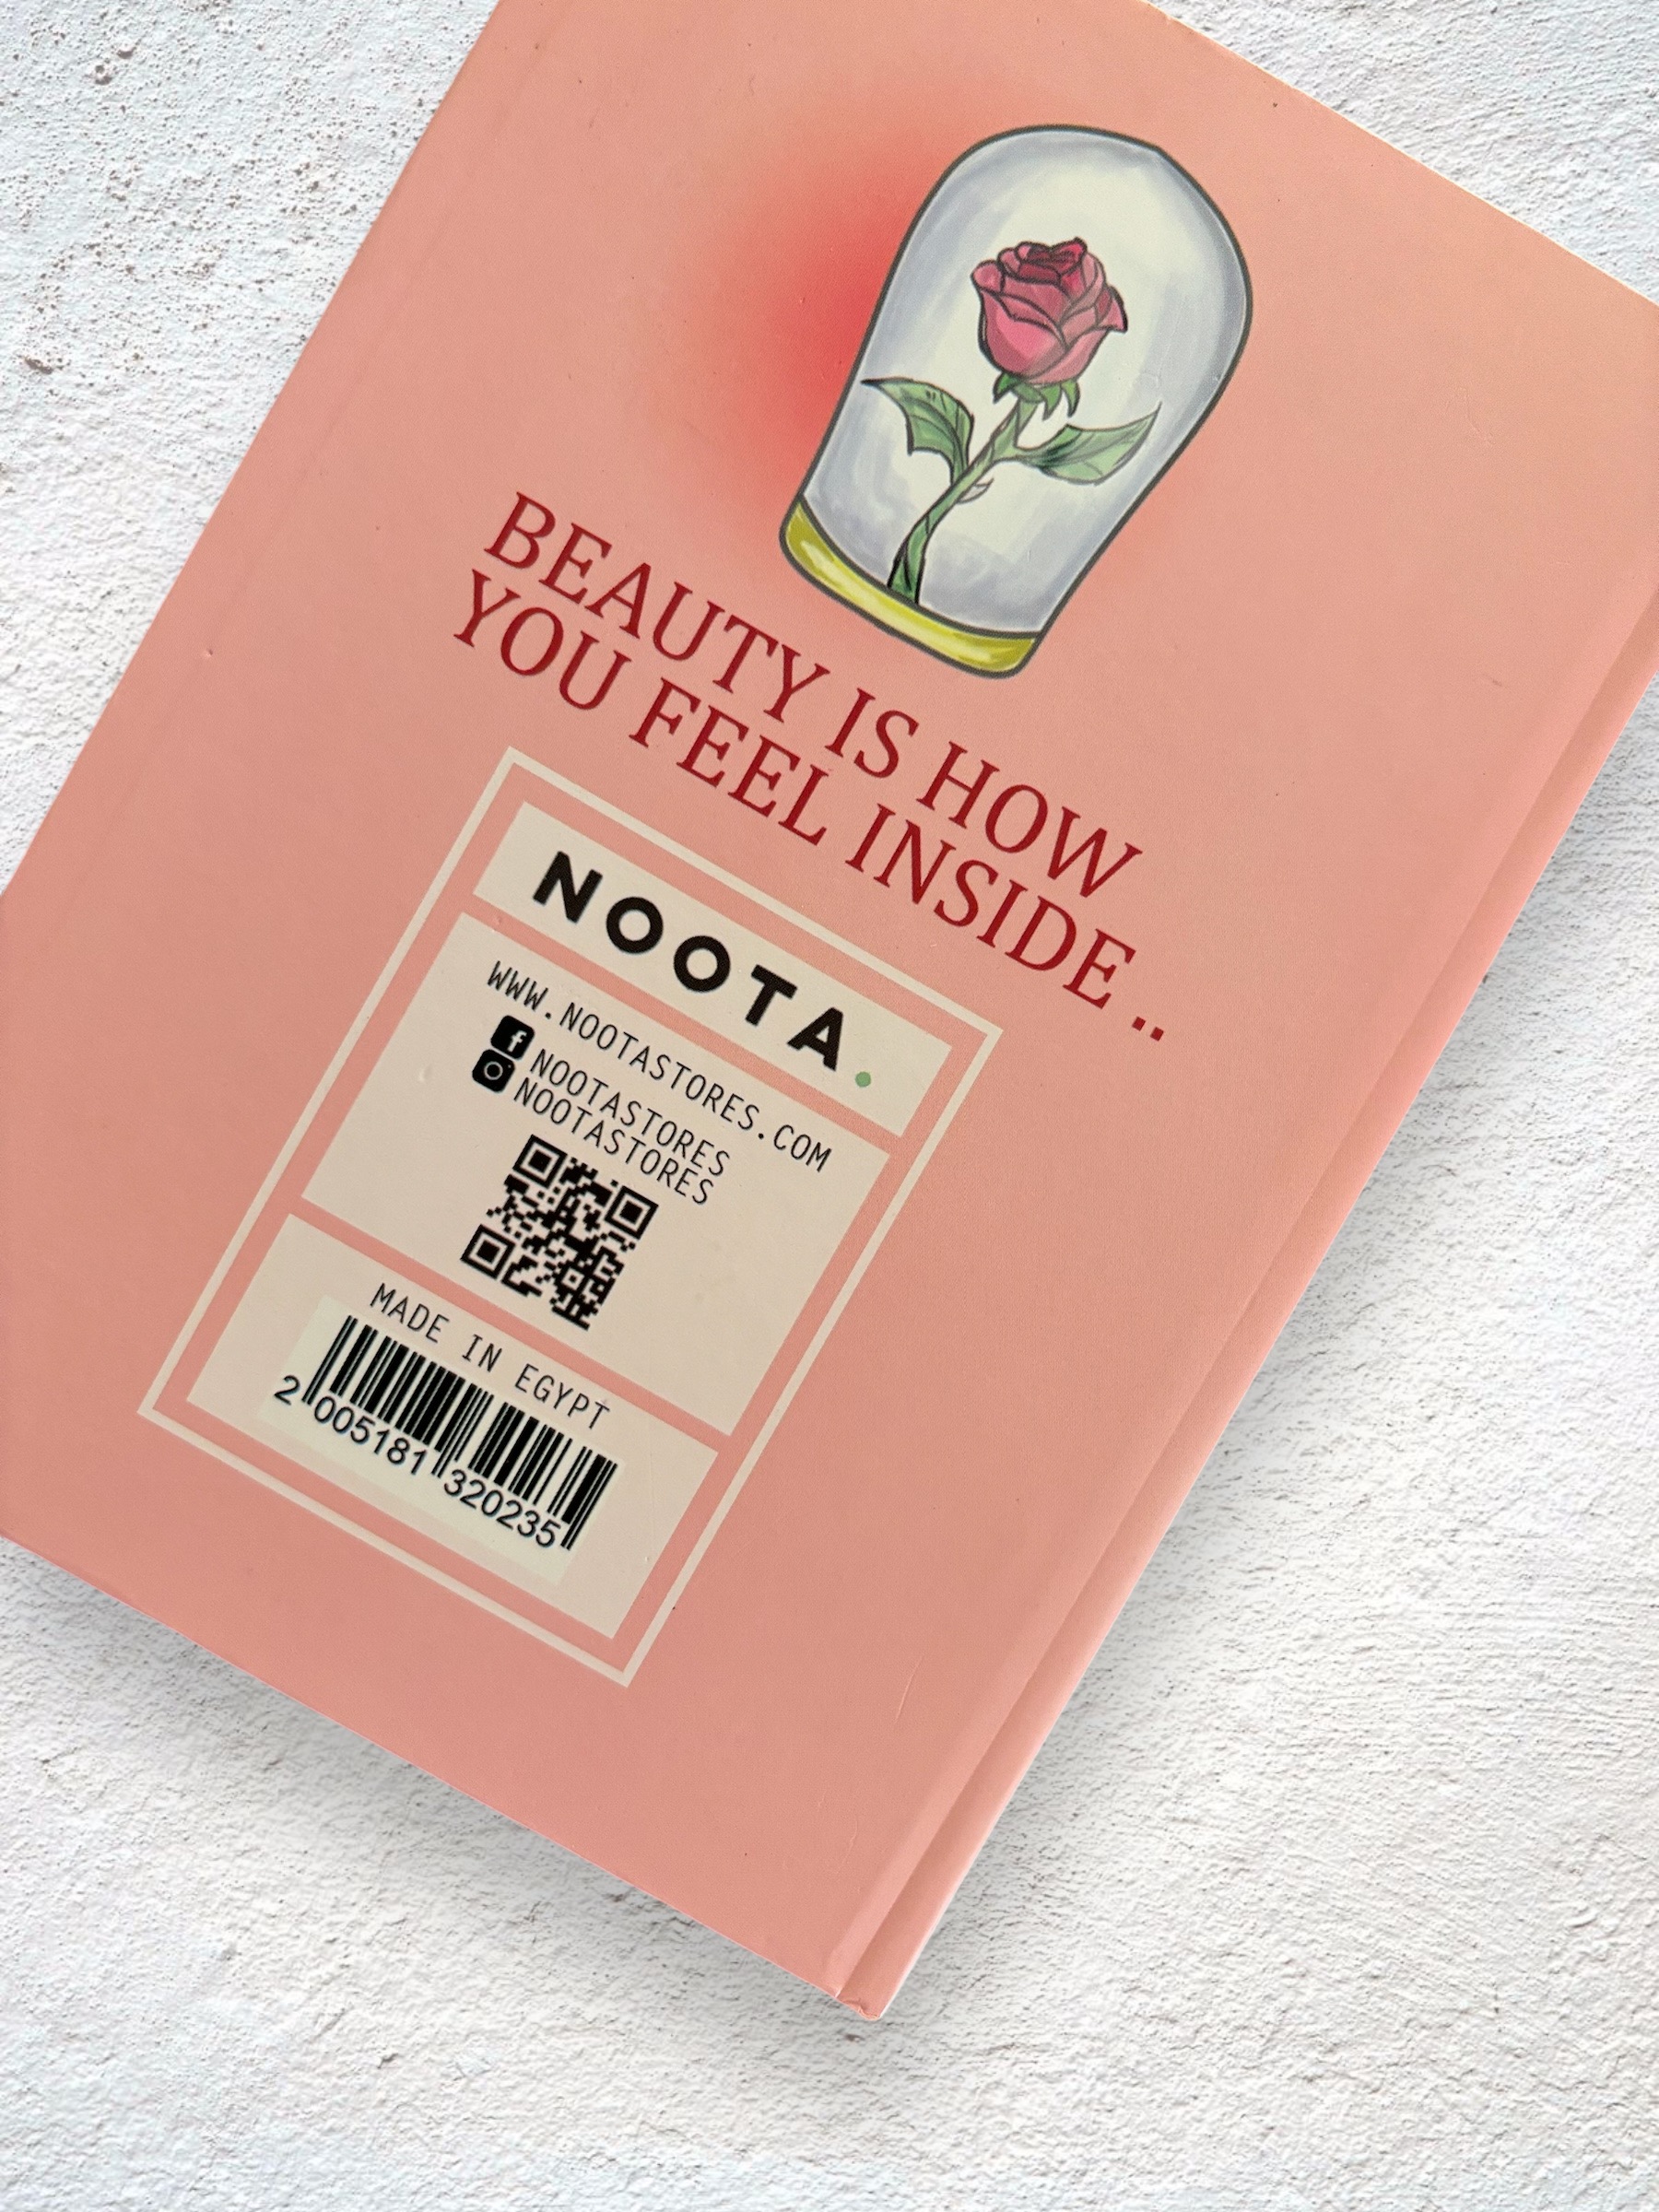 BEAUTY IS HOW
YOU FEEL INSIDE ..
NOOTA.
WWW.NOOTASTORES.COM
NOOTASTORES
NOOTASTORES
MADE IN EGYPT
2 005181 320235